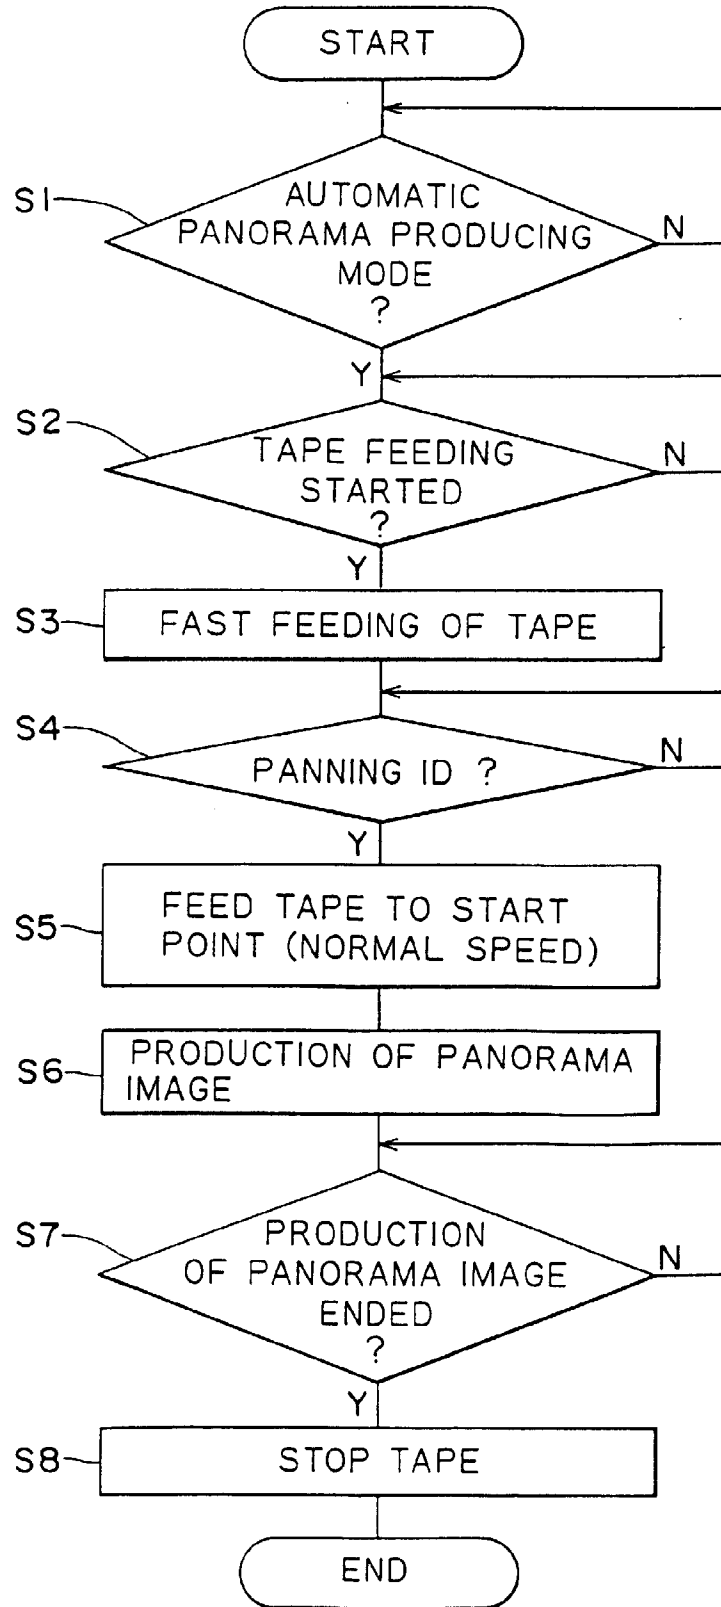 START
S1
AUTOMATIC
PANORAMA PRODUCING
MODE
?
N
Y
S2
TAPE FEEDING
STARTED
?
N
Y
S3
FAST FEEDING OF TAPE
S4
PANNING ID ?
N
Y
S5
FEED TAPE TO START
POINT (NORMAL SPEED)
S6
PRODUCTION OF PANORAMA
IMAGE
S7
PRODUCTION
OF PANORAMA IMAGE
ENDED
?
N
Y
S8
STOP TAPE
END